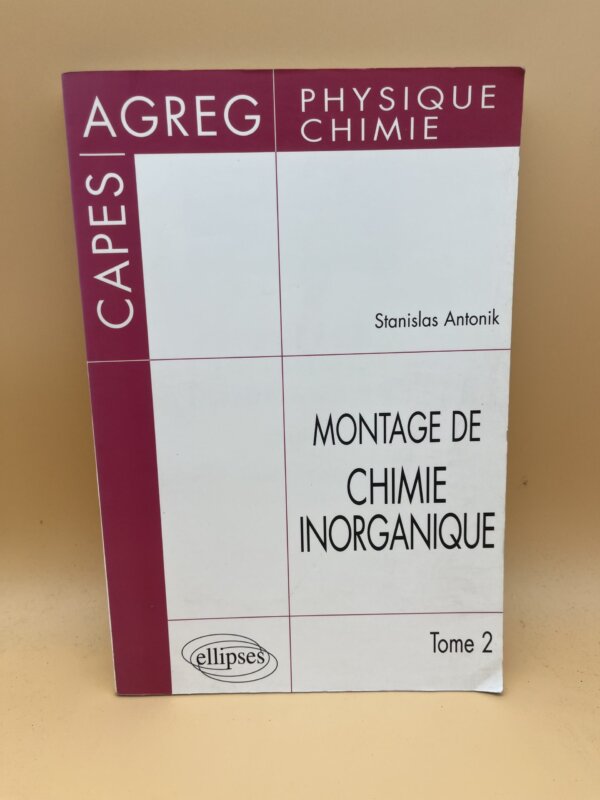 CAPES
AGREG
PHYSIQUE
CHIMIE
Stanislas Antonik
MONTAGE DE
CHIMIE
INORGANIQUE
Tome 2
ellipses